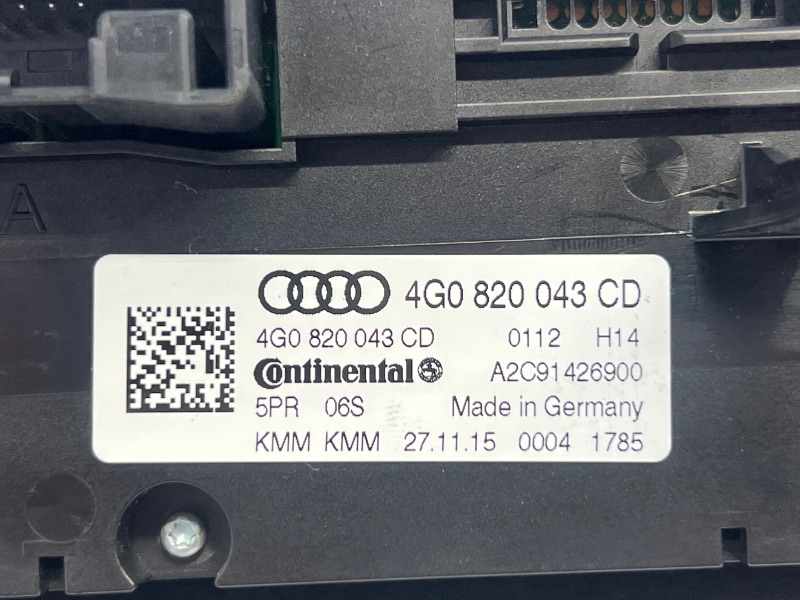 A
4G0 820 043 CD
4G0 820 043 CD 0112 H14
Continental A2C91426900
5PR 06S Made in Germany
KMM KMM 27.11.15 0004 1785